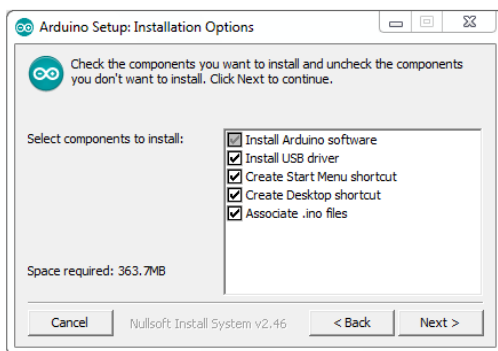 Arduino Setup: Installation Options
Check the components you want to install and uncheck the components
you don't want to install. Click Next to continue.
Select components to install:
Install Arduino software
Install USB driver
Create Start Menu shortcut
Create Desktop shortcut
Associate .ino files
Space required: 363.7MB
Cancel
Nullsoft Install System v2.46
< Back
Next >